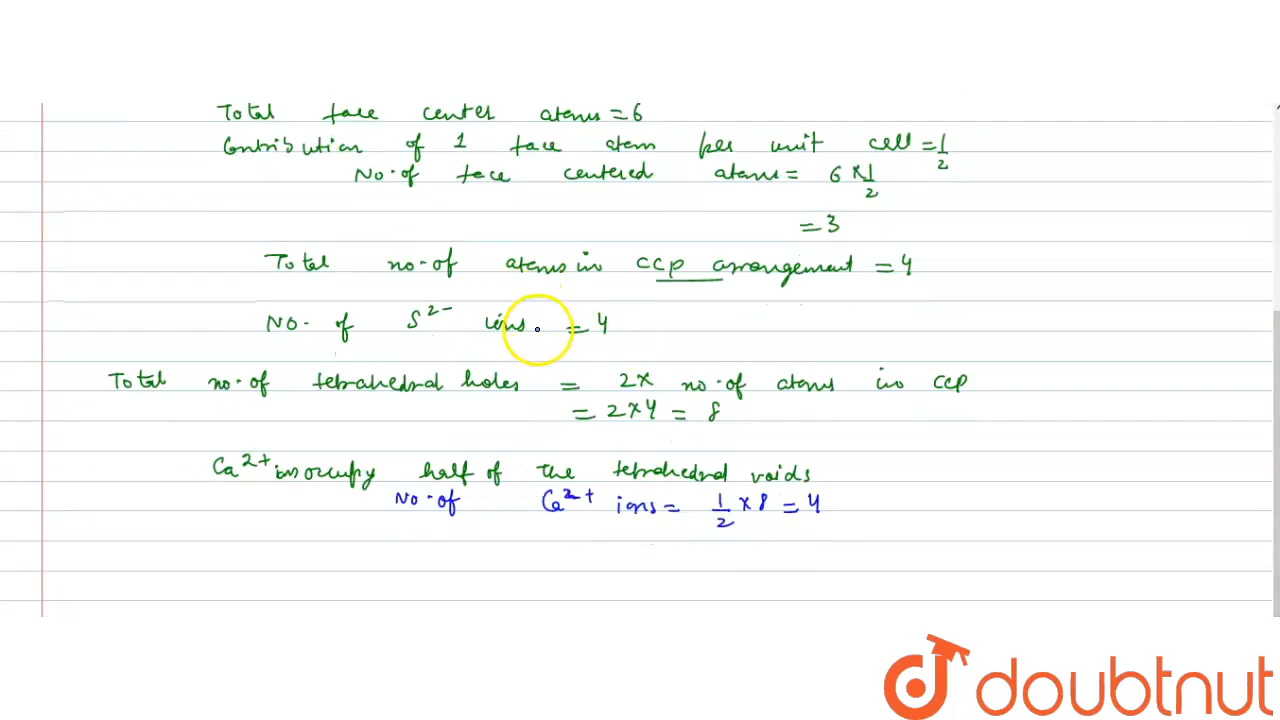 Total face center atoms = 6
Contribution of 1 face atom per unit cell = 1/2
No. of face centered atoms = 6 × 1/2
= 3
Total no. of atoms in ccp arrangement = 4
No. of S²⁻ ions = 4
Total no. of tetrahedral holes = 2× no. of atoms in ccp
= 2×4 = 8
Ca²⁺ ions occupy half of the tetrahedral voids
No. of Ca²⁺ ions = 1/2 × 8 = 4
doubtnut